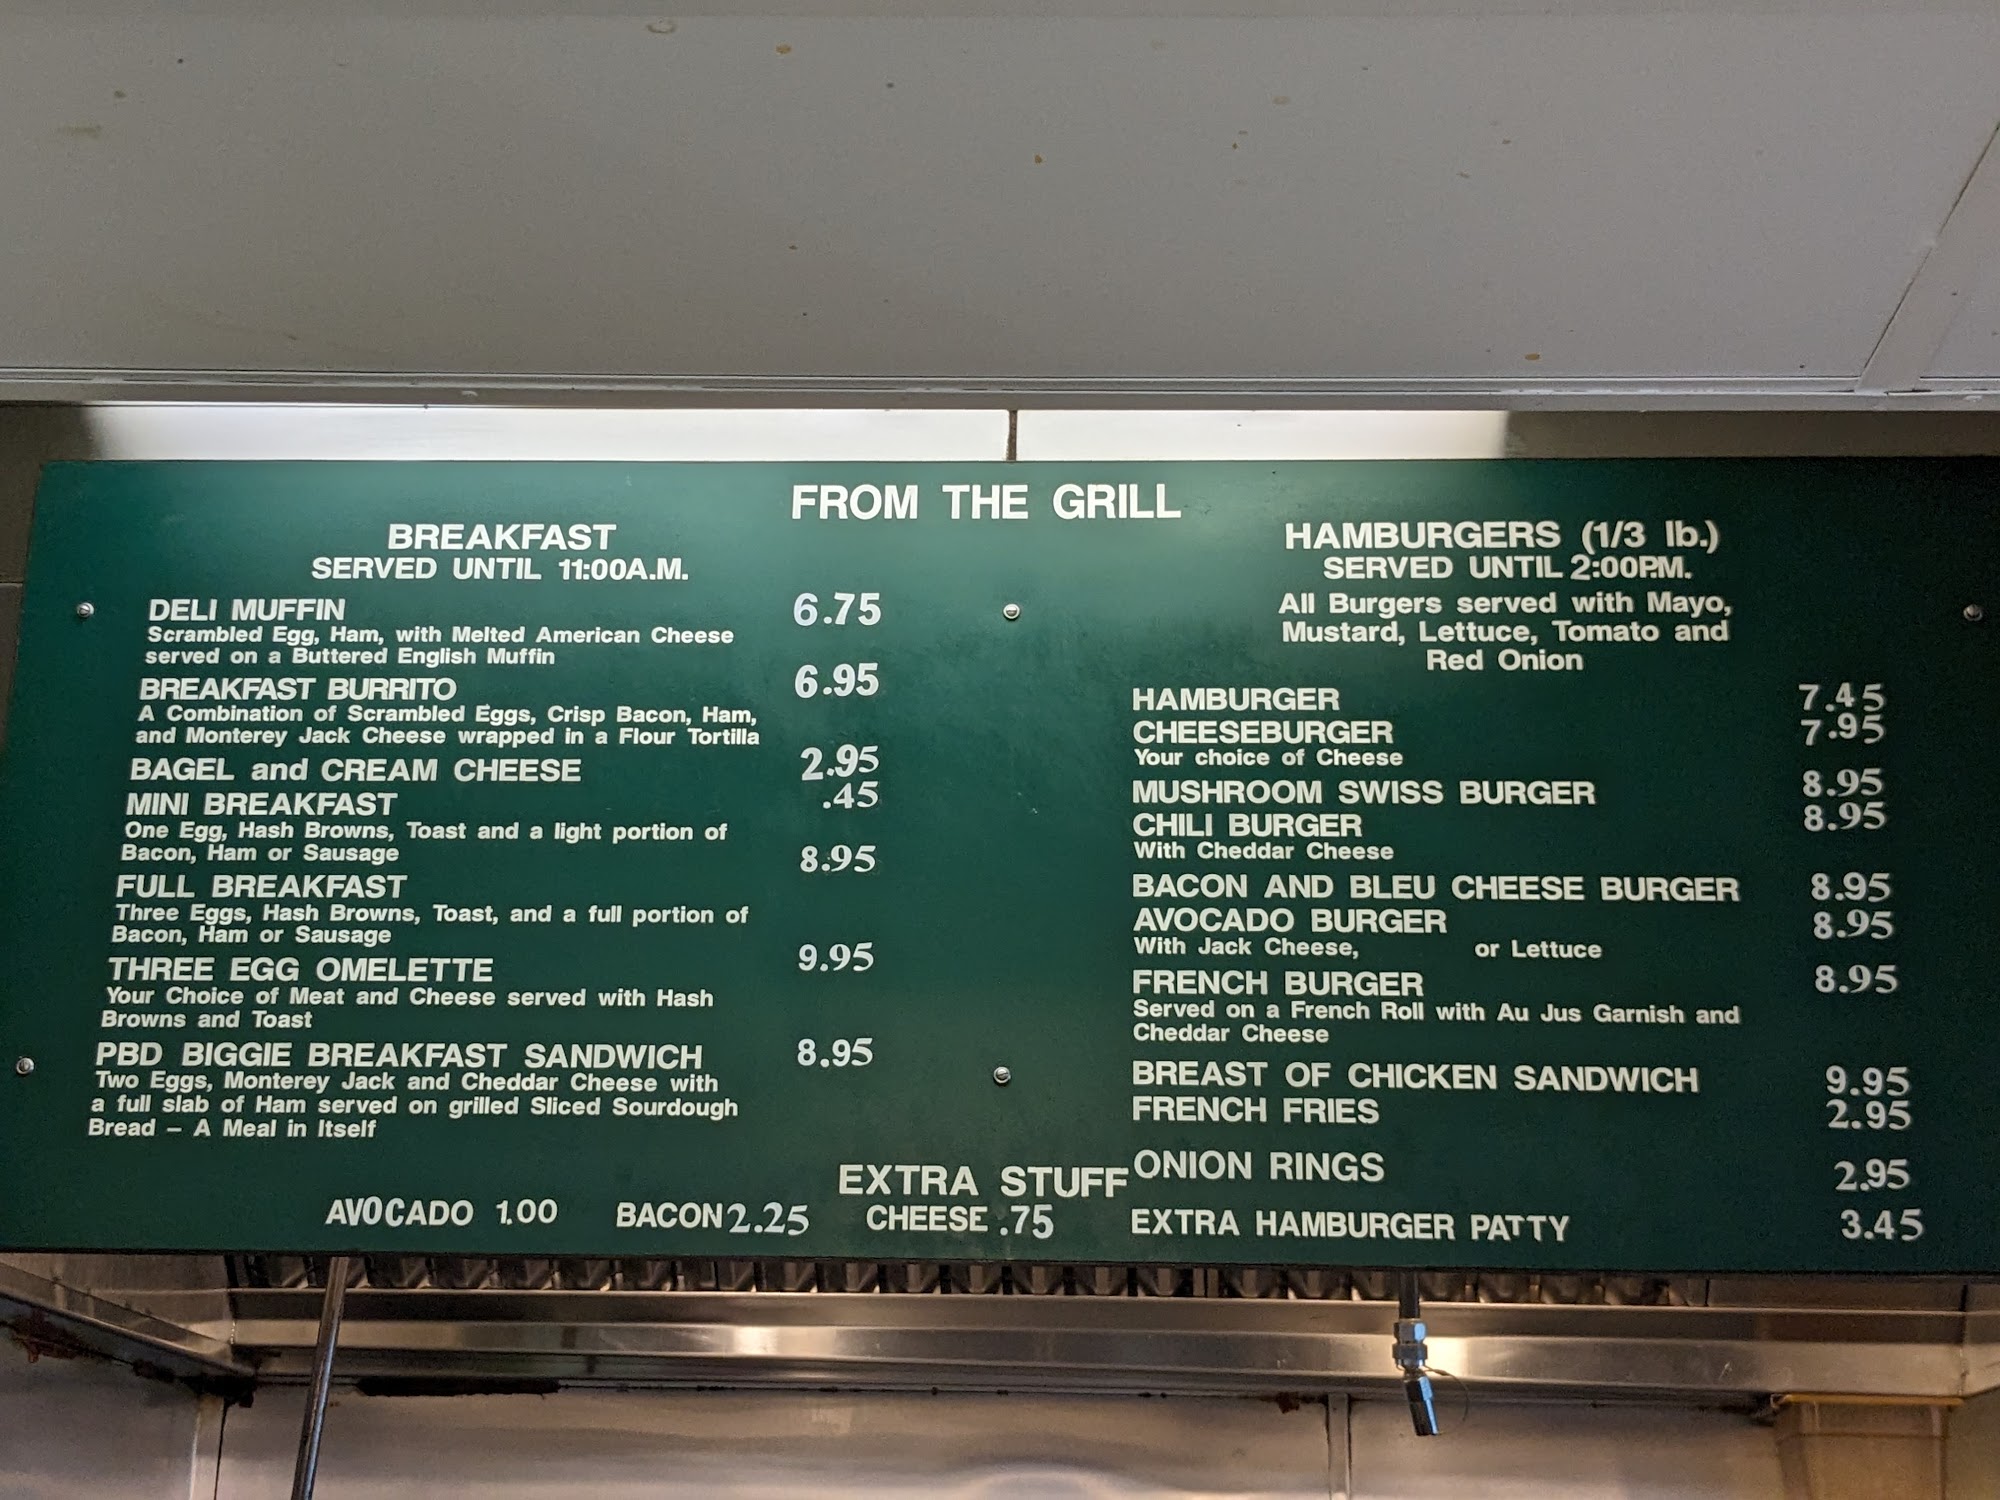 FROM THE GRILL
BREAKFAST
SERVED UNTIL 11:00A.M.
DELI MUFFIN 6.75
Scrambled Egg, Ham, with Melted American Cheese
served on a Buttered English Muffin
BREAKFAST BURRITO 6.95
A Combination of Scrambled Eggs, Crisp Bacon, Ham,
and Monterey Jack Cheese wrapped in a Flour Tortilla
BAGEL and CREAM CHEESE 2.95
MINI BREAKFAST .45
One Egg, Hash Browns, Toast and a light portion of
Bacon, Ham or Sausage
FULL BREAKFAST 8.95
Three Eggs, Hash Browns, Toast, and a full portion of
Bacon, Ham or Sausage
THREE EGG OMELETTE 9.95
Your Choice of Meat and Cheese served with Hash
Browns and Toast
PBD BIGGIE BREAKFAST SANDWICH 8.95
Two Eggs, Monterey Jack and Cheddar Cheese with
a full slab of Ham served on grilled Sliced Sourdough
Bread – A Meal in Itself
HAMBURGERS (1/3 lb.)
SERVED UNTIL 2:00P.M.
All Burgers served with Mayo,
Mustard, Lettuce, Tomato and
Red Onion
HAMBURGER 7.45
CHEESEBURGER 7.95
Your choice of Cheese
MUSHROOM SWISS BURGER 8.95
CHILI BURGER 8.95
With Cheddar Cheese
BACON AND BLEU CHEESE BURGER 8.95
AVOCADO BURGER 8.95
With Jack Cheese, or Lettuce
FRENCH BURGER 8.95
Served on a French Roll with Au Jus Garnish and
Cheddar Cheese
BREAST OF CHICKEN SANDWICH 9.95
FRENCH FRIES 2.95
ONION RINGS 2.95
EXTRA HAMBURGER PATTY 3.45
EXTRA STUFF
AVOCADO 1.00 BACON 2.25 CHEESE .75